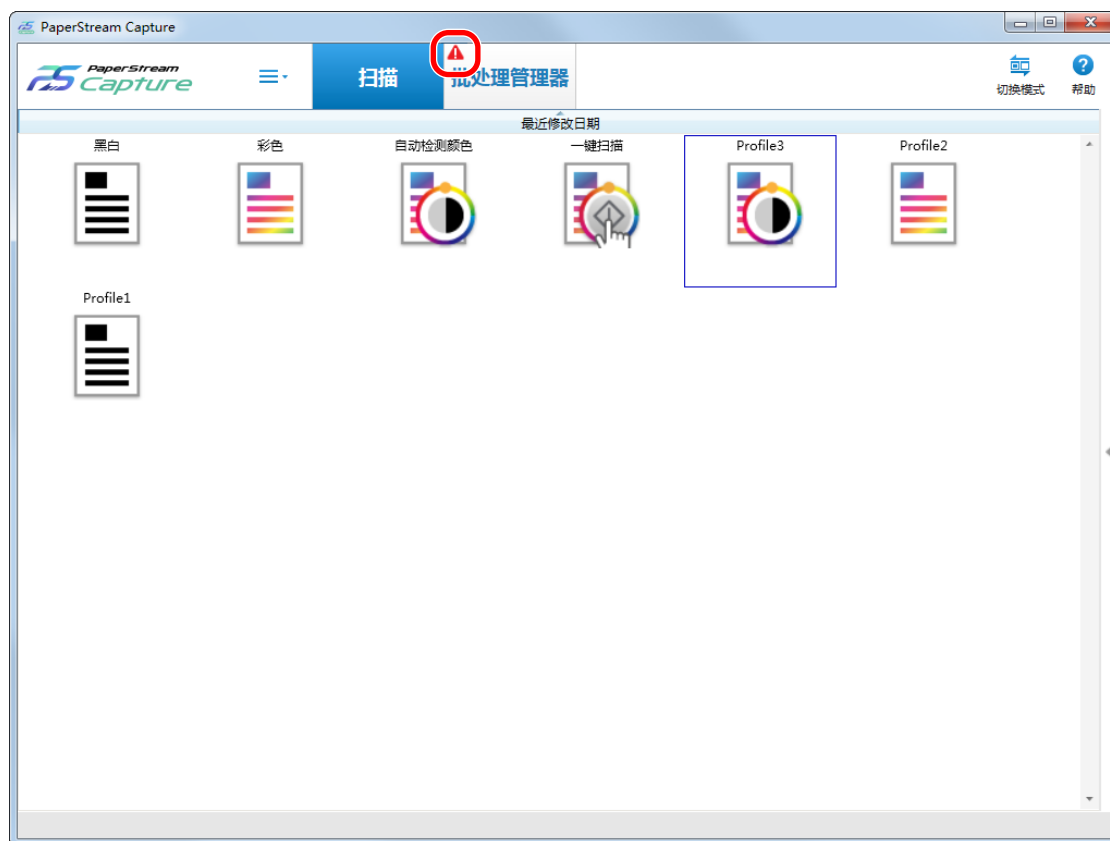 PaperStream Capture
PaperStream
Capture
扫描
批处理管理器
切换模式
帮助
最近修改日期
黑白
彩色
自动检测颜色
一键扫描
Profile3
Profile2
Profile1